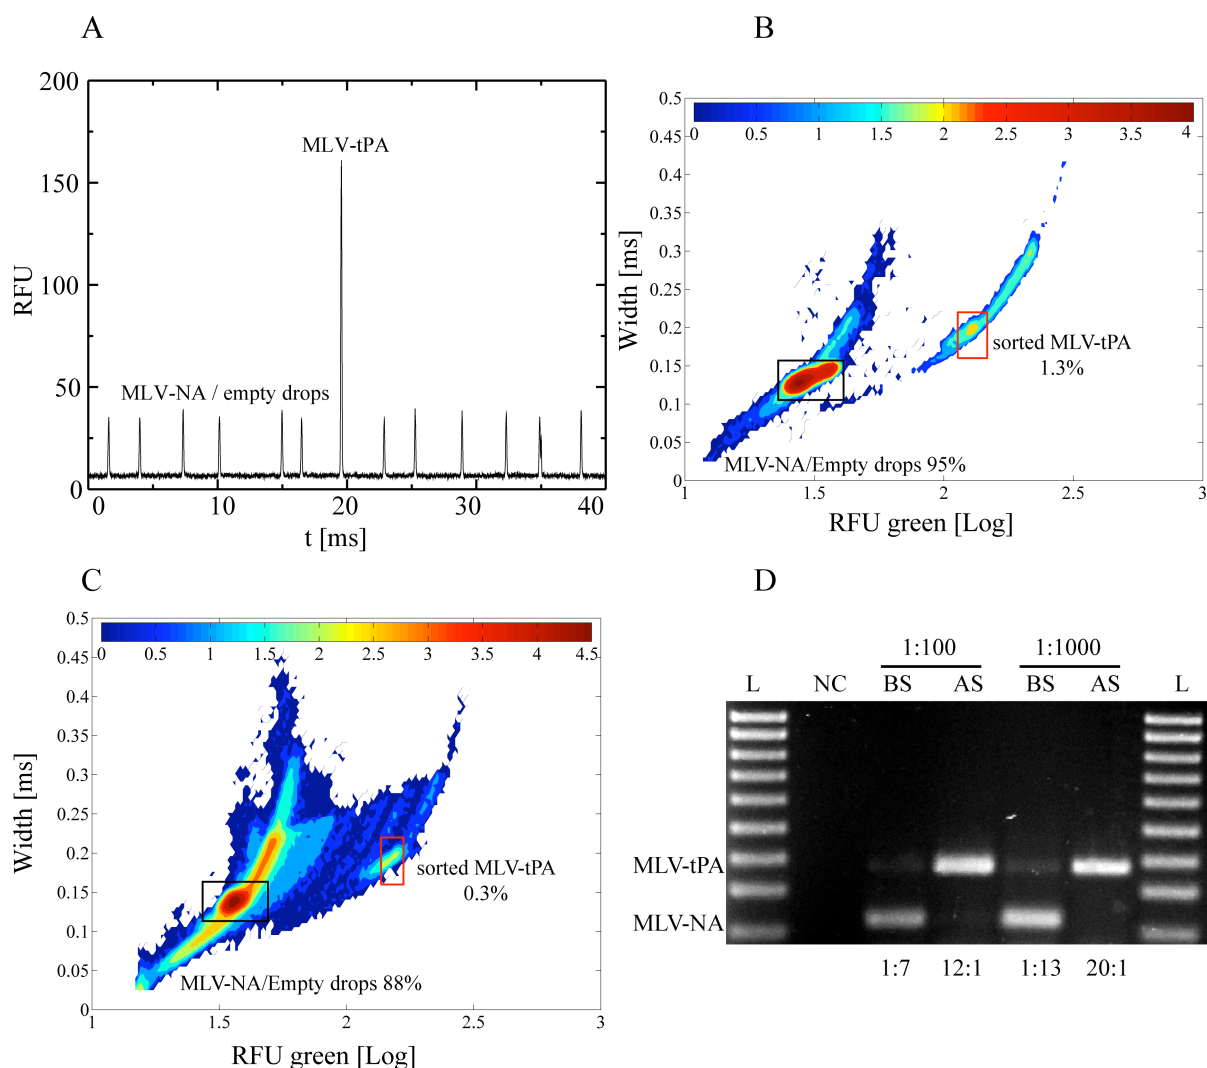 A
200
150
100
50
0
RFU
MLV-tPA
MLV-NA / empty drops
0 10 20 30 40
t [ms]
B
0.5
0.45
0.4
0.35
0.3
0.25
0.2
0.15
0.1
0.05
0
Width [ms]
0 0.5 1 1.5 2 2.5 3 3.5 4
sorted MLV-tPA
1.3%
MLV-NA/Empty drops 95%
1 1.5 2 2.5 3
RFU green [Log]
C
0.5
0.45
0.4
0.35
0.3
0.25
0.2
0.15
0.1
0.05
0
Width [ms]
0 0.5 1 1.5 2 2.5 3 3.5 4 4.5
sorted MLV-tPA
0.3%
MLV-NA/Empty drops 88%
1 1.5 2 2.5 3
RFU green [Log]
D
1:100 1:1000
L NC BS AS BS AS L
MLV-tPA
MLV-NA
1:7 12:1 1:13 20:1